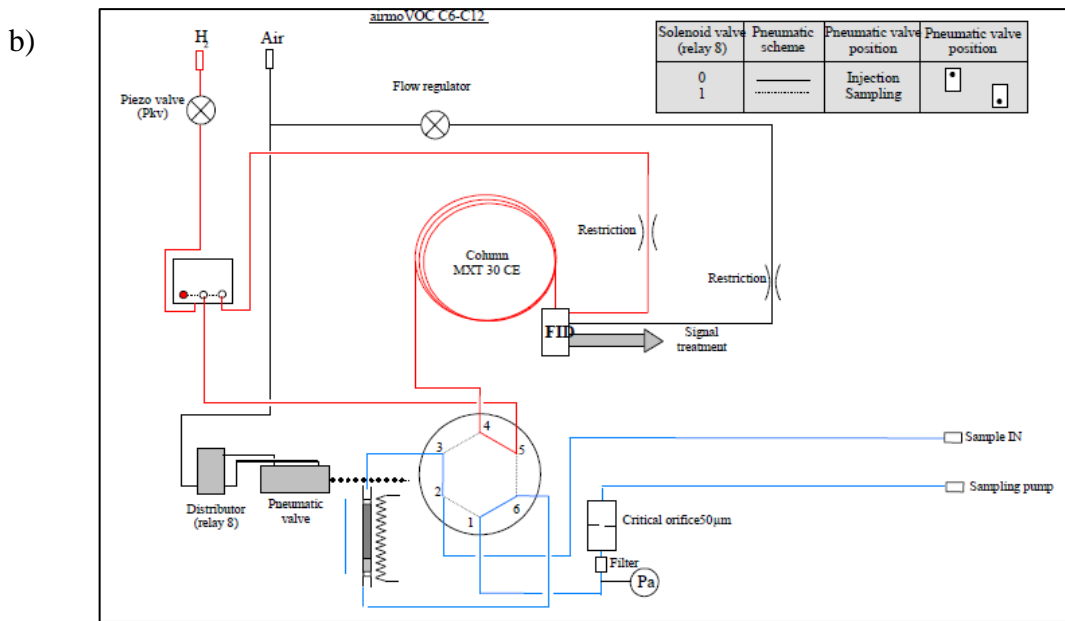 b)
airmoVOC C6-C12
H2
Air
Solenoid valve (relay 8)
Pneumatic scheme
Pneumatic valve position
Pneumatic valve position
0
1
Injection
Sampling
Piezo valve
(Pkv)
Flow regulator
Restriction
Column
MXT 30 CE
Restriction
FID
Signal
treatment
4
3
5
2
6
1
Sample IN
Sampling pump
Distributor
(relay 8)
Pneumatic
valve
Critical orifice50µm
Filter
Pa